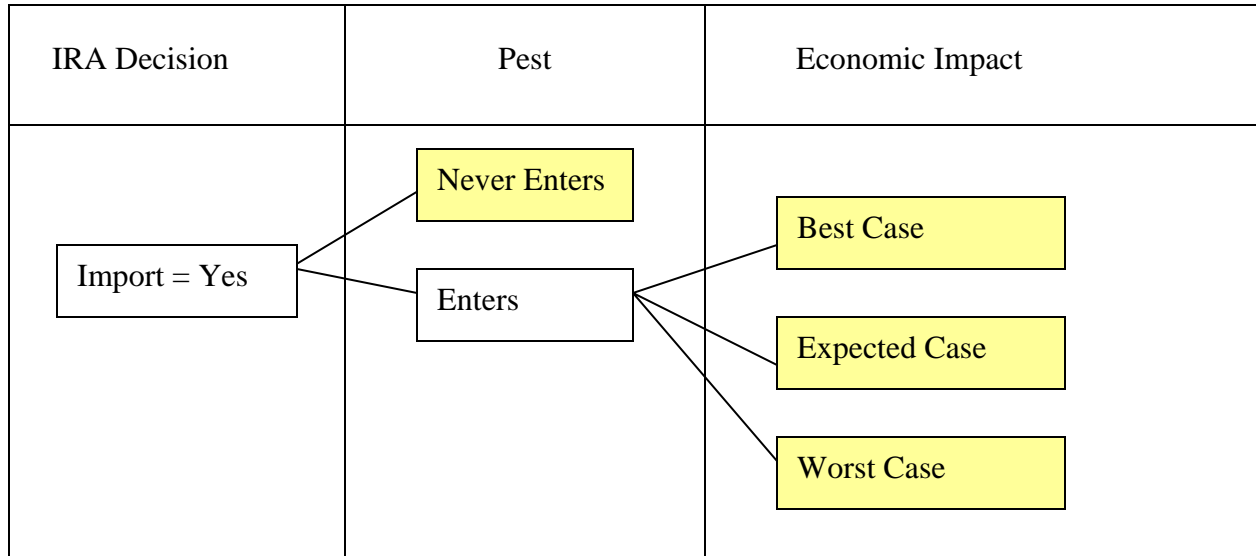 IRA Decision
Pest
Economic Impact
Never Enters
Import = Yes
Enters
Best Case
Expected Case
Worst Case